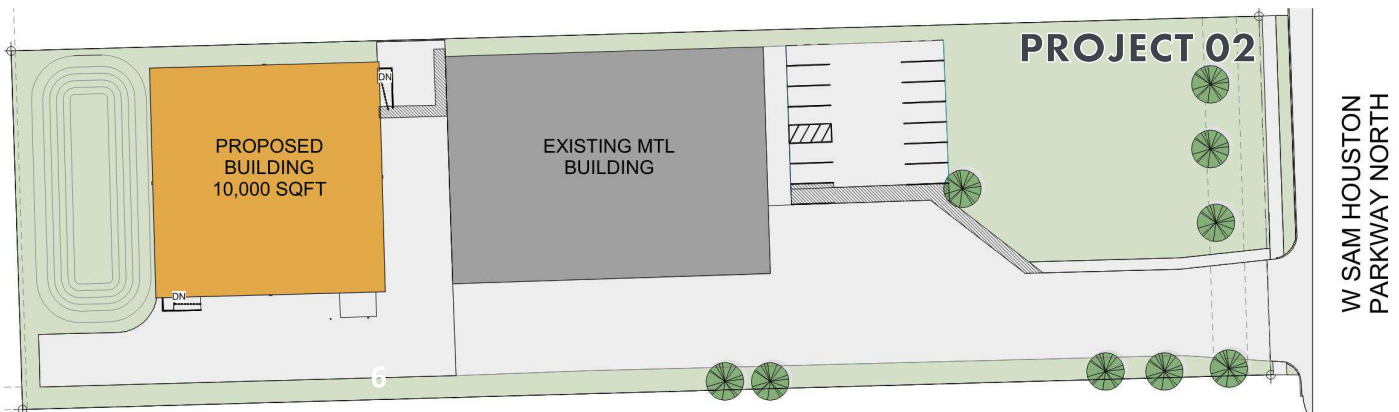 PROJECT 02
DN
PROPOSED
BUILDING
10,000 SQFT
EXISTING MTL
BUILDING
DN
6
W SAM HOUSTON
PARKWAY NORTH